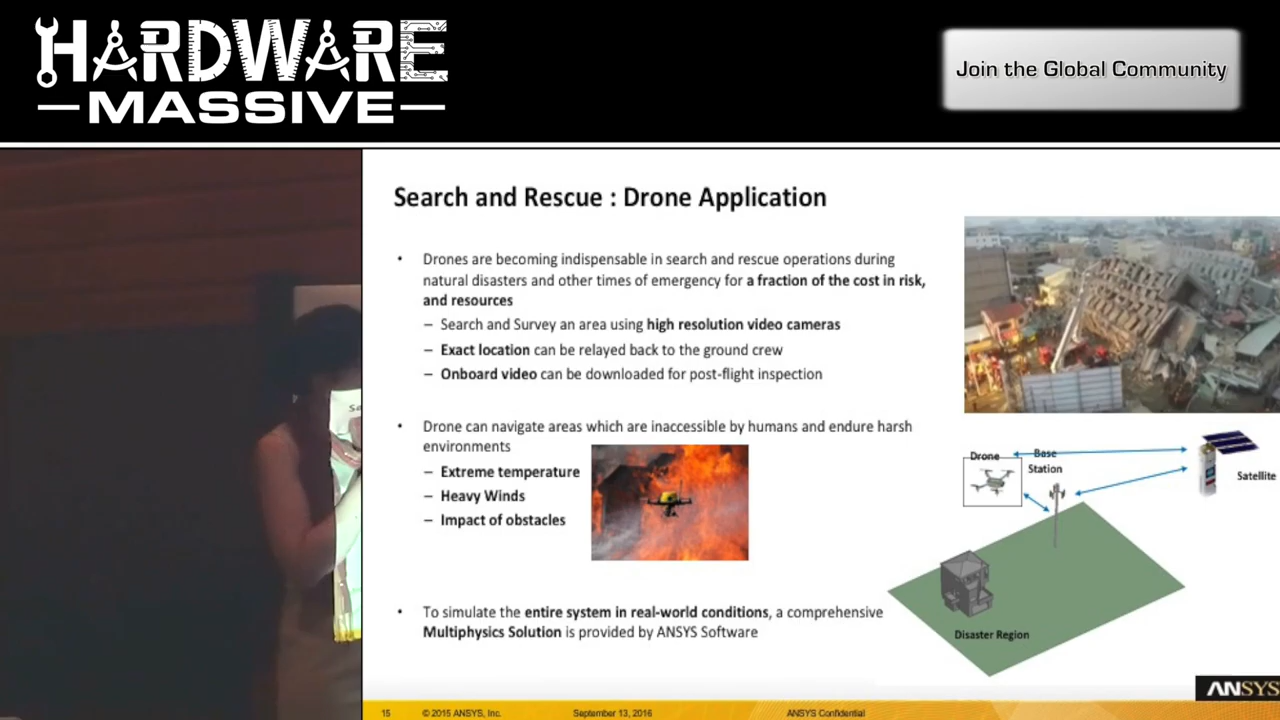 HARDWARE
MASSIVE
Join the Global Community
Search and Rescue : Drone Application
• Drones are becoming indispensable in search and rescue operations during
natural disasters and other times of emergency for a fraction of the cost in risk,
and resources
– Search and Survey an area using high resolution video cameras
– Exact location can be relayed back to the ground crew
– Onboard video can be downloaded for post-flight inspection
• Drone can navigate areas which are inaccessible by humans and endure harsh
environments
– Extreme temperature
– Heavy Winds
– Impact of obstacles
• To simulate the entire system in real-world conditions, a comprehensive
Multiphysics Solution is provided by ANSYS Software
Drone
Base
Station
Satellite
Disaster Region
ANSYS
15 © 2015 ANSYS, Inc. September 13, 2016 ANSYS Confidential